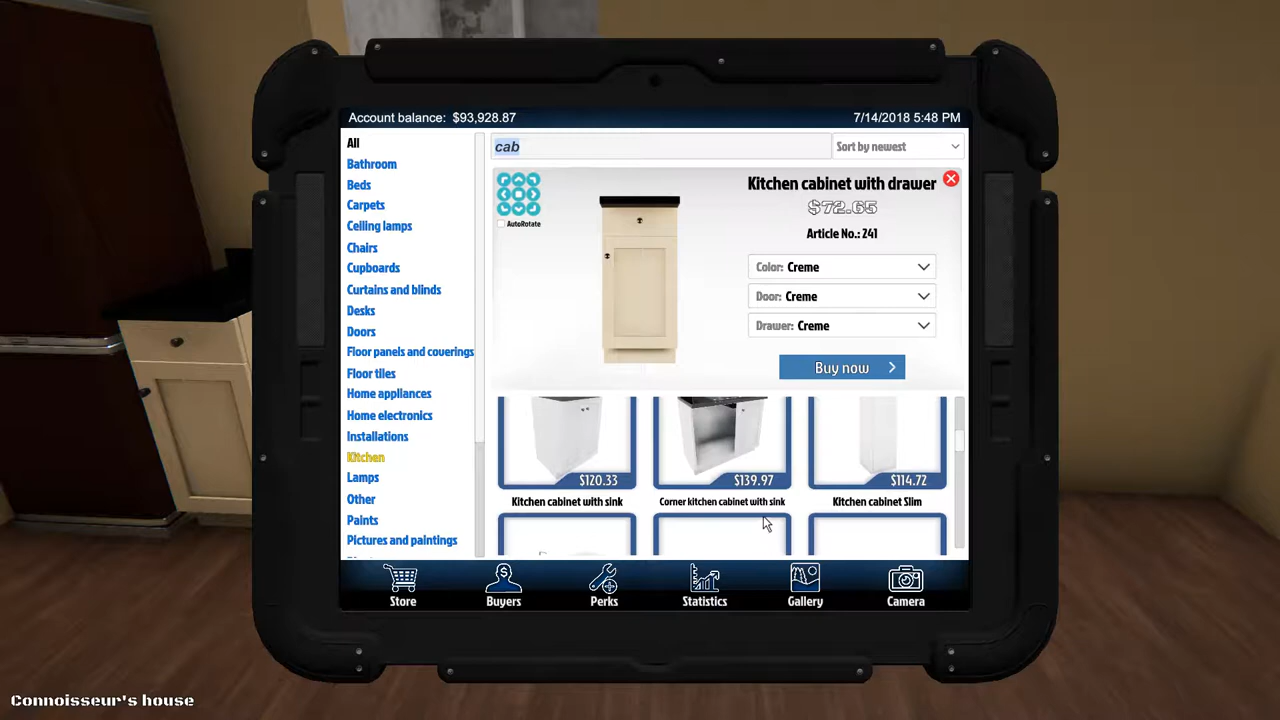 Account balance: $93,928.87
7/14/2018 5:48 PM
All
Bathroom
Beds
Carpets
Ceiling lamps
Chairs
Cupboards
Curtains and blinds
Desks
Doors
Floor panels and coverings
Floor tiles
Home appliances
Home electronics
Installations
Kitchen
Lamps
Other
Paints
Pictures and paintings
cab
Sort by newest
AutoRotate
Kitchen cabinet with drawer
$72.65
Article No.: 241
Color: Creme
Door: Creme
Drawer: Creme
Buy now
$120.33
$139.97
$114.72
Kitchen cabinet with sink
Corner kitchen cabinet with sink
Kitchen cabinet Slim
Store
Buyers
Perks
Statistics
Gallery
Camera
Connoisseur's house